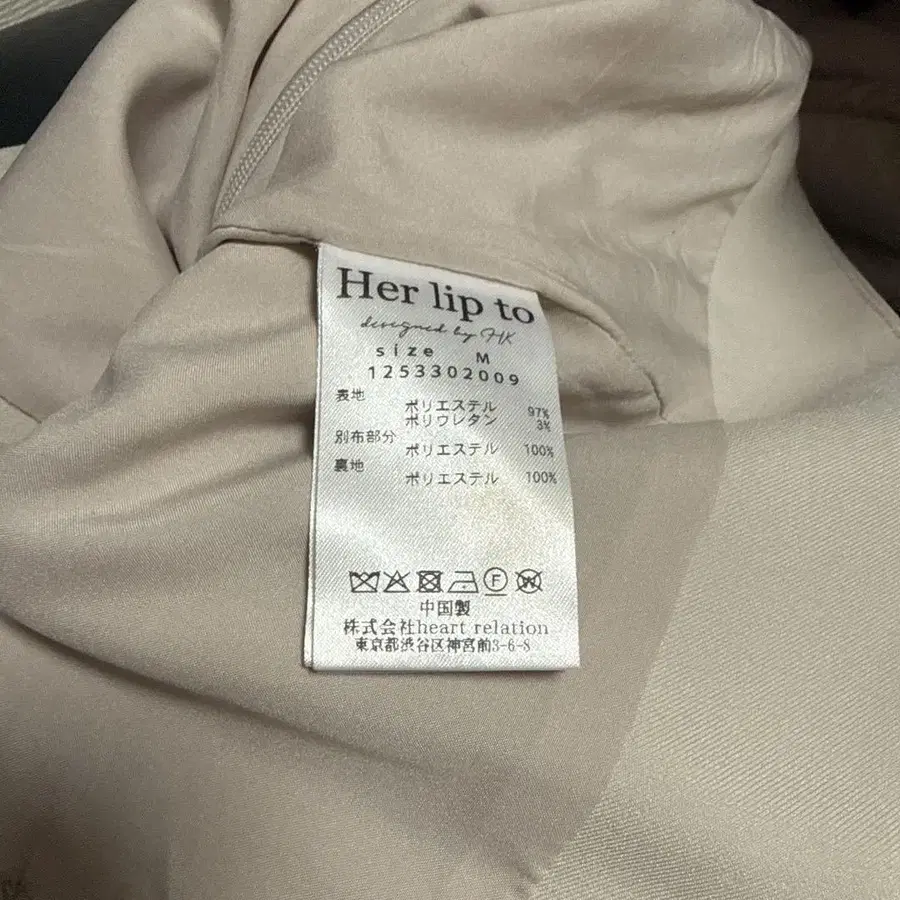 Her lip to
designed by HK
size M
1253302009
表地
ポリエステル 97%
ポリウレタン 3%
別布部分
ポリエステル 100%
裏地
ポリエステル 100%
F W
中国製
株式会社heart relation
東京都渋谷区神宮前3-6-8